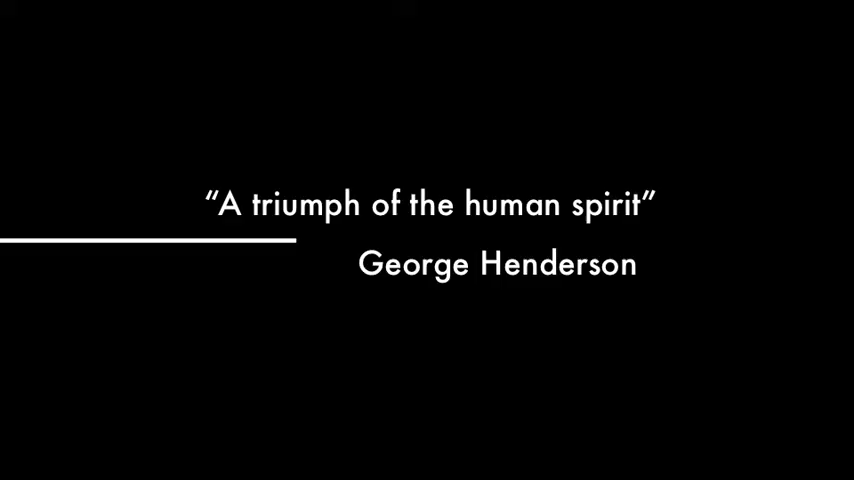 “A triumph of the human spirit”
George Henderson